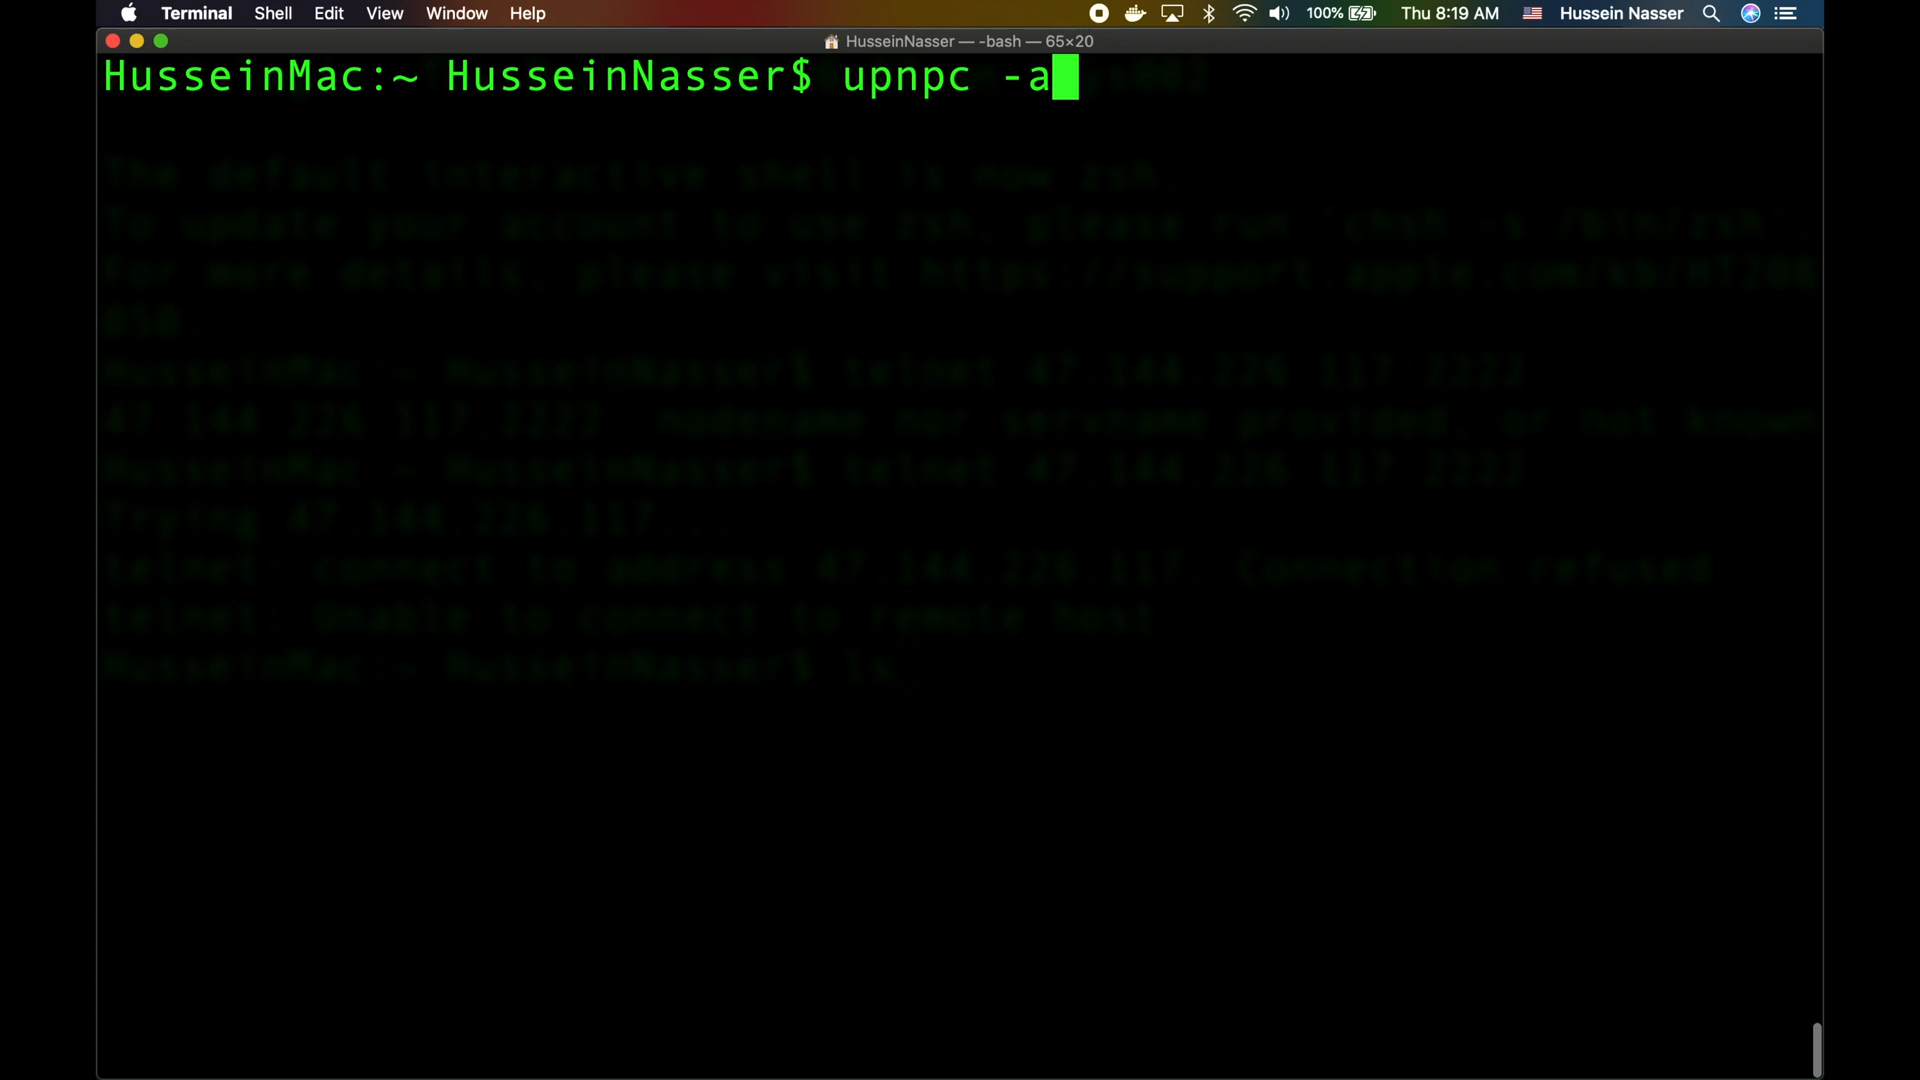 Terminal Shell Edit View Window Help 100% Thu 8:19 AM Hussein Nasser
HusseinNasser — -bash — 65×20
HusseinMac:~ HusseinNasser$ upnpc -a
The default interactive shell is now zsh.
To update your account to use zsh, please run `chsh -s /bin/zsh`
For more details, please visit https://support.apple.com/kb/HT208
050.
HusseinMac:~ HusseinNasser$ telnet 47.144.226.117:2222
47.144.226.117:2222: nodename nor servname provided, or not known
HusseinMac:~ HusseinNasser$ telnet 47.144.226.117 2222
Trying 47.144.226.117...
telnet: connect to address 47.144.226.117: Connection refused
telnet: Unable to connect to remote host
HusseinMac:~ HusseinNasser$ ls